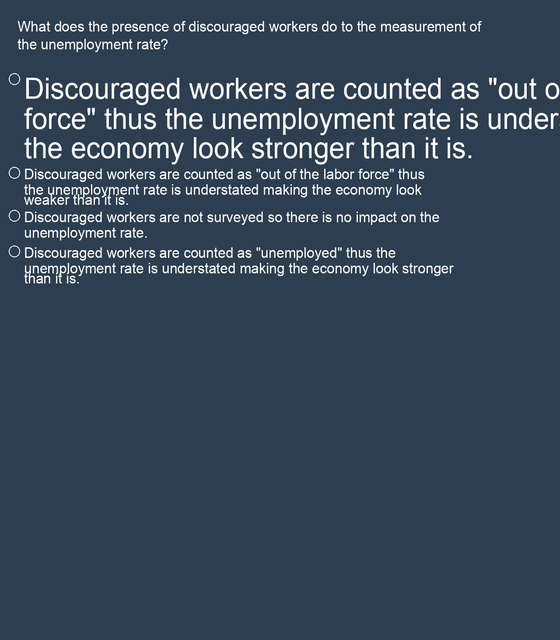 What does the presence of discouraged workers do to the measurement of
the unemployment rate?
Discouraged workers are counted as "out o
force" thus the unemployment rate is under
the economy look stronger than it is.
Discouraged workers are counted as "out of the labor force" thus
the unemployment rate is understated making the economy look
weaker than it is.
Discouraged workers are not surveyed so there is no impact on the
unemployment rate.
Discouraged workers are counted as "unemployed" thus the
unemployment rate is understated making the economy look stronger
than it is.